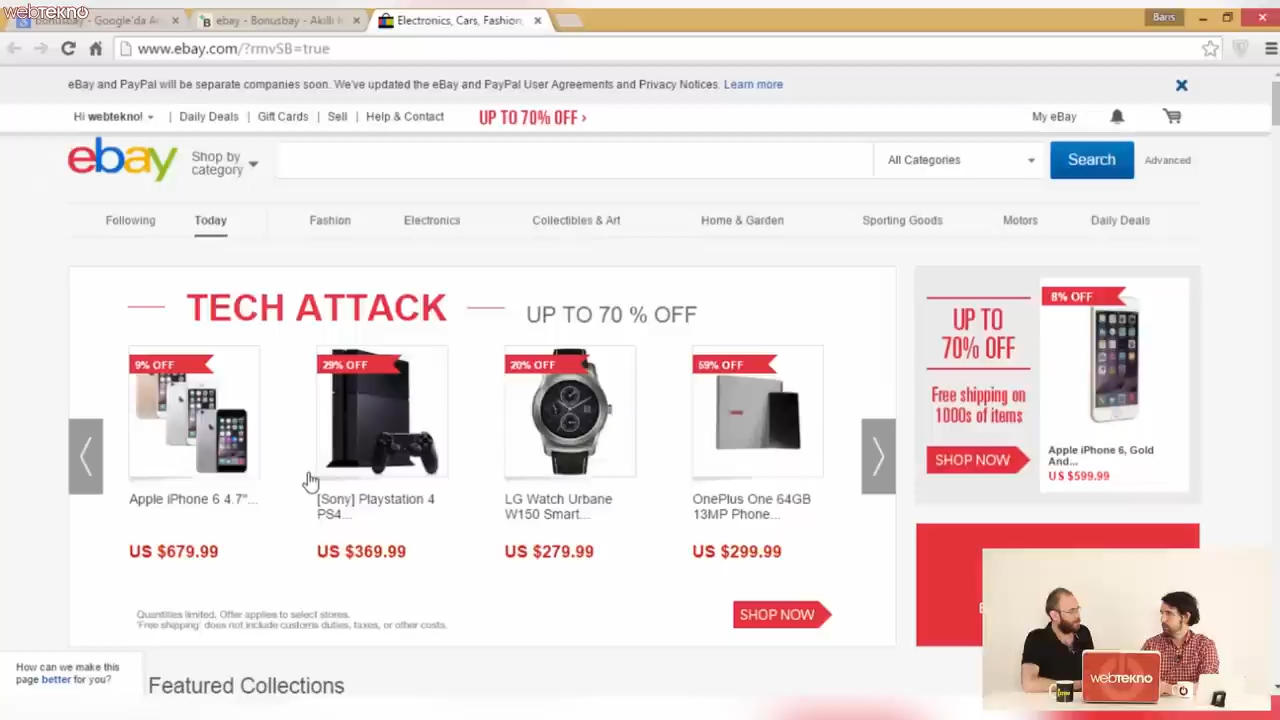 webtekno
Bonusbay - Google'da A
ebay - Bonusbay - Akıllı
Electronics, Cars, Fashion,
Baris
www.ebay.com/?rmvSB=true
eBay and PayPal will be separate companies soon. We've updated the eBay and PayPal User Agreements and Privacy Notices. Learn more
Hi webtekno! | Daily Deals | Gift Cards | Sell | Help & Contact UP TO 70% OFF › My eBay
ebay
Shop by
category
All Categories
Search
Advanced
Following Today Fashion Electronics Collectibles & Art Home & Garden Sporting Goods Motors Daily Deals
TECH ATTACK UP TO 70 % OFF
9% OFF
Apple iPhone 6 4.7"...
US $679.99
29% OFF
[Sony] Playstation 4
PS4...
US $369.99
20% OFF
LG Watch Urbane
W150 Smart...
US $279.99
59% OFF
OnePlus One 64GB
13MP Phone...
US $299.99
Quantities limited. Offer applies to select stores.
'Free shipping' does not include customs duties, taxes, or other costs.
SHOP NOW
UP TO
70% OFF
Free shipping on
1000s of items
SHOP NOW
8% OFF
Apple iPhone 6, Gold
And...
US $599.99
How can we make this
page better for you?
Featured Collections
webtekno